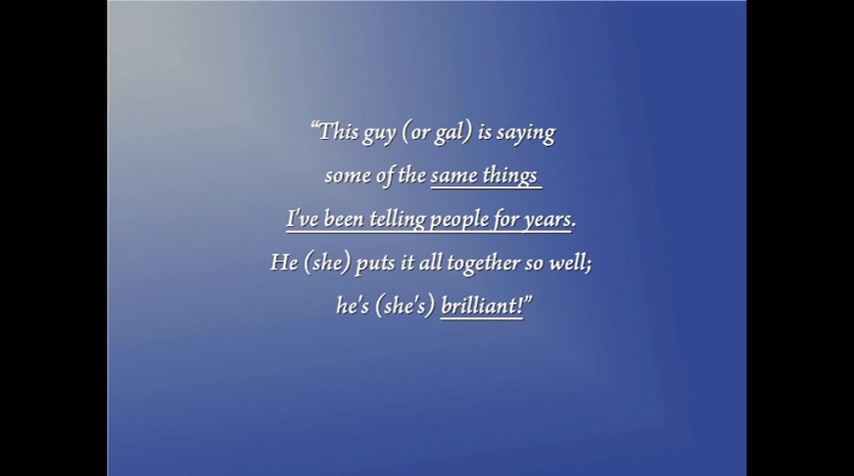 “This guy (or gal) is saying
some of the same things
I've been telling people for years.
He (she) puts it all together so well;
he's (she's) brilliant!”